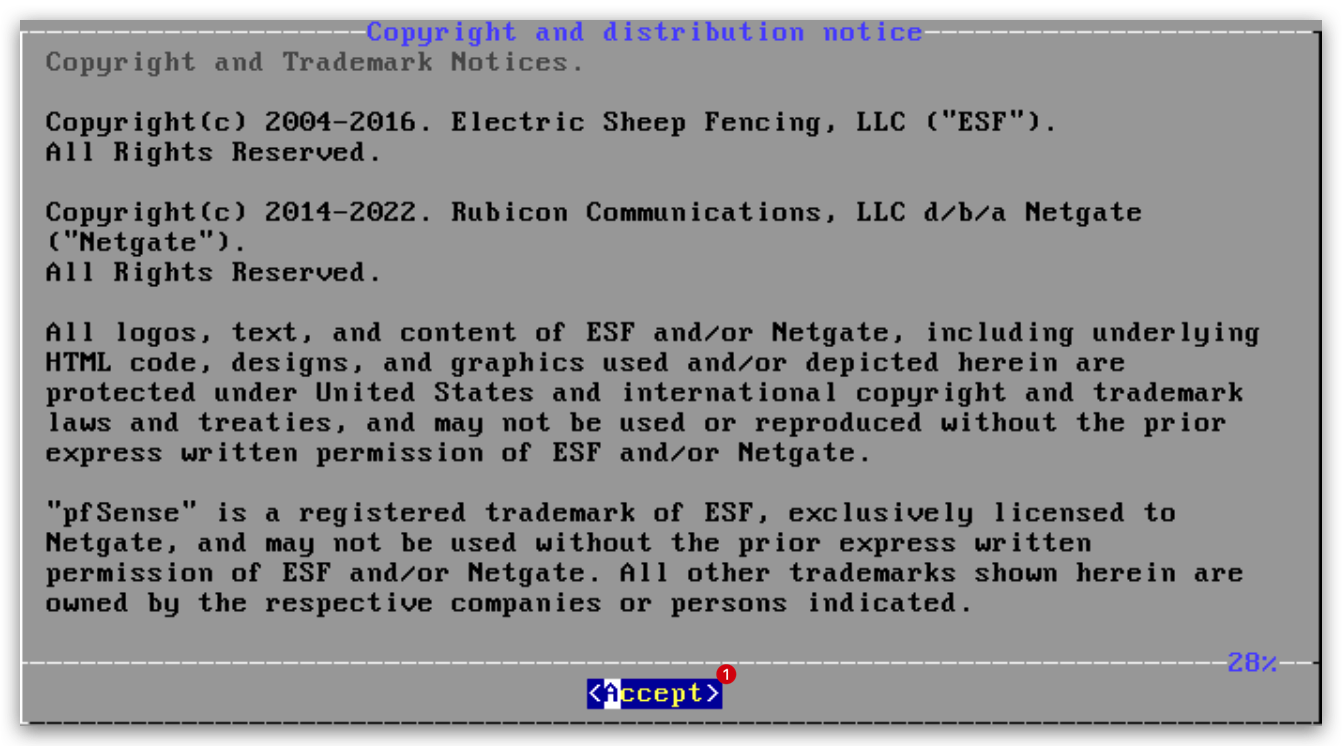 Copyright and distribution notice
Copyright and Trademark Notices.
Copyright(c) 2004-2016. Electric Sheep Fencing, LLC ("ESF").
All Rights Reserved.
Copyright(c) 2014-2022. Rubicon Communications, LLC d/b/a Netgate
("Netgate").
All Rights Reserved.
All logos, text, and content of ESF and/or Netgate, including underlying
HTML code, designs, and graphics used and/or depicted herein are
protected under United States and international copyright and trademark
laws and treaties, and may not be used or reproduced without the prior
express written permission of ESF and/or Netgate.
"pfSense" is a registered trademark of ESF, exclusively licensed to
Netgate, and may not be used without the prior express written
permission of ESF and/or Netgate. All other trademarks shown herein are
owned by the respective companies or persons indicated.
28%
<Accept> 1